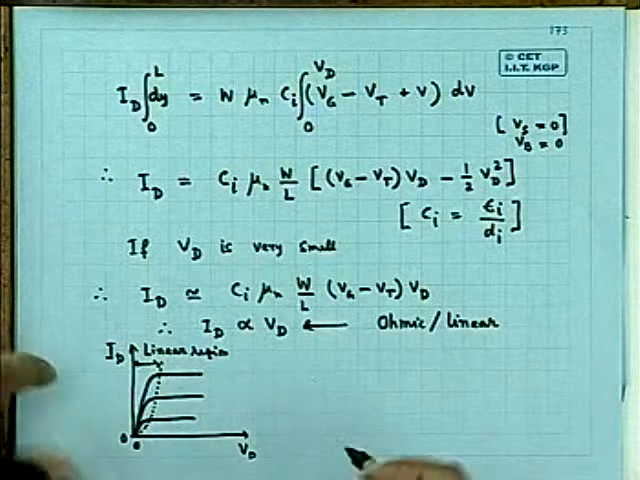 175
© CET
I.I.T. KGP
I_D ∫_0^L dy = W μ_n C_i ∫_0^{V_D} (V_G - V_T + V) dV
[V_S = 0]
V_B = 0
∴ I_D = C_i μ_n W/L [(V_G - V_T) V_D - 1/2 V_D^2]
[C_i = ε_i/d_i]
If V_D is very small
∴ I_D ≃ C_i μ_n W/L (V_G - V_T) V_D
∴ I_D ∝ V_D ← Ohmic/linear
I_D Linear region
0
0 V_D